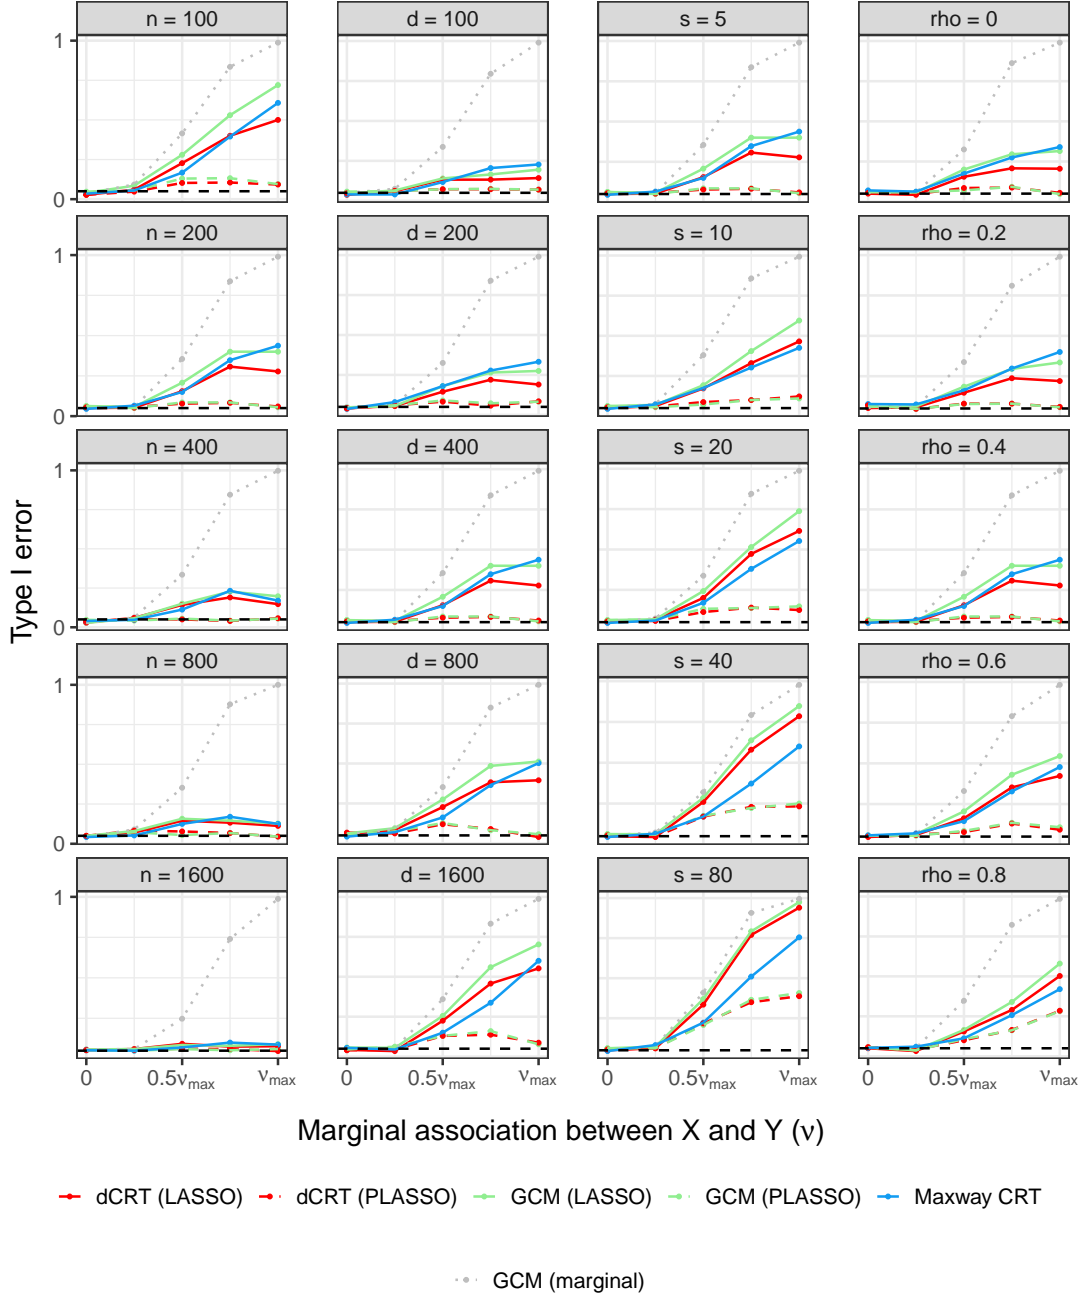 n = 100
d = 100
s = 5
rho = 0
1
0
n = 200
d = 200
s = 10
rho = 0.2
1
0
n = 400
d = 400
s = 20
rho = 0.4
1
0
n = 800
d = 800
s = 40
rho = 0.6
1
0
n = 1600
d = 1600
s = 80
rho = 0.8
1
Type I error
0 0.5νmax νmax
0 0.5νmax νmax
0 0.5νmax νmax
0 0.5νmax νmax
Marginal association between X and Y (ν)
dCRT (LASSO) dCRT (PLASSO) GCM (LASSO) GCM (PLASSO) Maxway CRT
GCM (marginal)